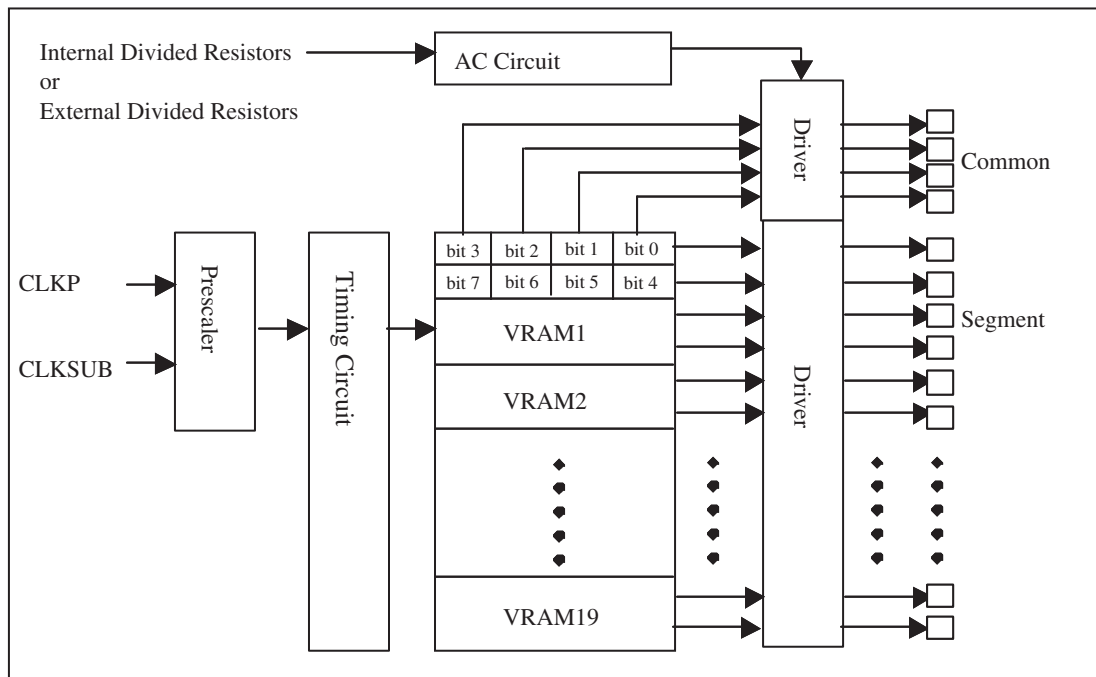 Internal Divided Resistors
or
External Divided Resistors
AC Circuit
Driver
Common
CLKP
CLKSUB
Prescaler
Timing Circuit
bit 3 bit 2 bit 1 bit 0
bit 7 bit 6 bit 5 bit 4
VRAM1
VRAM2
VRAM19
Driver
Segment